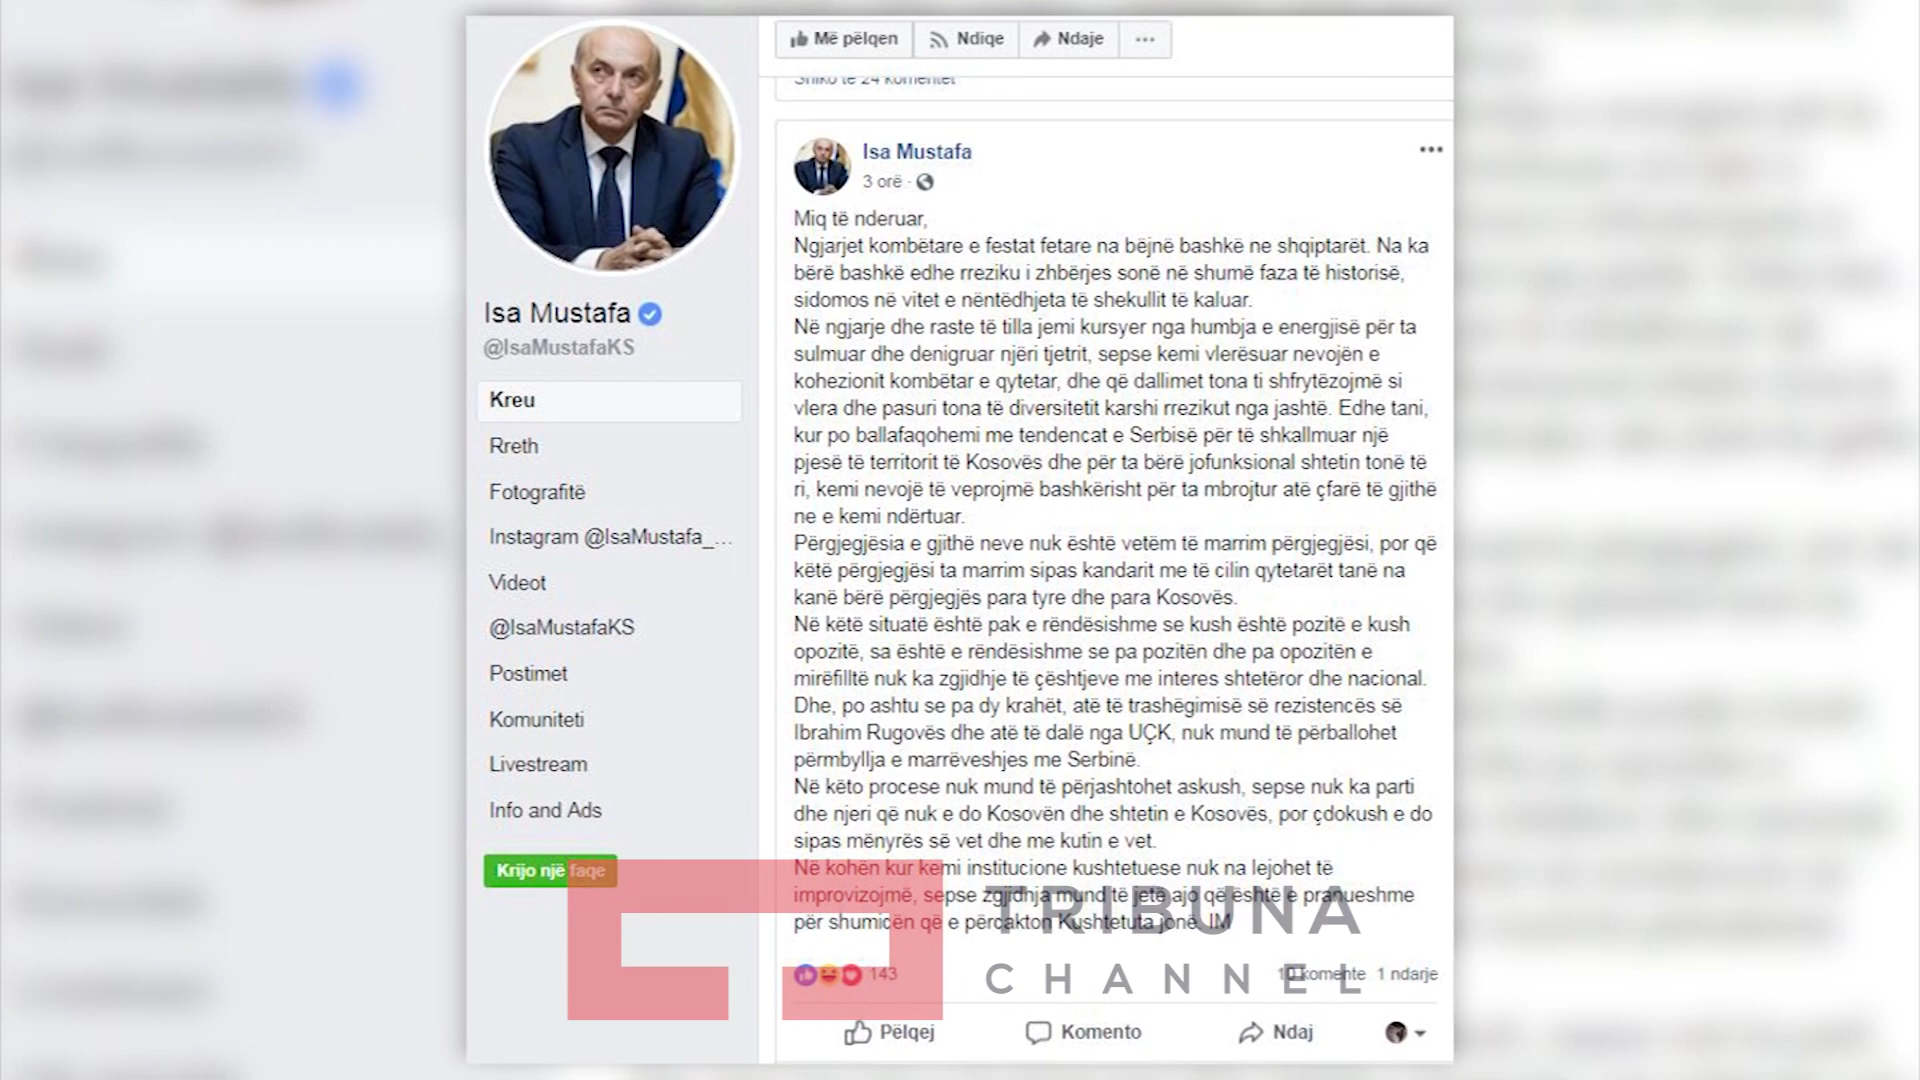 Isa Mustafa
@IsaMustafaKS
Kreu
Rreth
Fotografitë
Instagram @IsaMustafa_...
Videot
@IsaMustafaKS
Postimet
Komuniteti
Livestream
Info and Ads
Krijo një faqe
Më pëlqen Ndiqe Ndaje ...
Shiko të 24 komentet
Isa Mustafa
3 orë ·
Miq të nderuar,
Ngjarjet kombëtare e festat fetare na bëjnë bashkë ne shqiptarët. Na ka
bërë bashkë edhe rreziku i zhbërjes sonë në shumë faza të historisë,
sidomos në vitet e nëntëdhjeta të shekullit të kaluar.
Në ngjarje dhe raste të tilla jemi kursyer nga humbja e energjisë për ta
sulmuar dhe denigruar njëri tjetrit, sepse kemi vlerësuar nevojën e
kohezionit kombëtar e qytetar, dhe që dallimet tona ti shfrytëzojmë si
vlera dhe pasuri tona të diversitetit karshi rrezikut nga jashtë. Edhe tani,
kur po ballafaqohemi me tendencat e Serbisë për të shkallmuar një
pjesë të territorit të Kosovës dhe për ta bërë jofunksional shtetin tonë të
ri, kemi nevojë të veprojmë bashkërisht për ta mbrojtur atë çfarë të gjithë
ne e kemi ndërtuar.
Përgjegjësia e gjithë neve nuk është vetëm të marrim përgjegjësi, por që
këtë përgjegjësi ta marrim sipas kandarit me të cilin qytetarët tanë na
kanë bërë përgjegjës para tyre dhe para Kosovës.
Në këtë situatë është pak e rëndësishme se kush është pozitë e kush
opozitë, sa është e rëndësishme se pa pozitën dhe pa opozitën e
mirëfilltë nuk ka zgjidhje të çështjeve me interes shtetëror dhe nacional.
Dhe, po ashtu se pa dy krahët, atë të trashëgimisë së rezistencës së
Ibrahim Rugovës dhe atë të dalë nga UÇK, nuk mund të përballohet
përmbyllja e marrëveshjes me Serbinë.
Në këto procese nuk mund të përjashtohet askush, sepse nuk ka parti
dhe njeri që nuk e do Kosovën dhe shtetin e Kosovës, por çdokush e do
sipas mënyrës së vet dhe me kutin e vet.
Në kohën kur kemi institucione kushtetuese nuk na lejohet të
improvizojmë, sepse zgjidhja mund të jetë ajo që është e pranueshme
për shumicën që e përcakton Kushtetuta jonë. IM
143 10 komente 1 ndarje
Pëlqej Komento Ndaj
TRIBUNA
CHANNEL